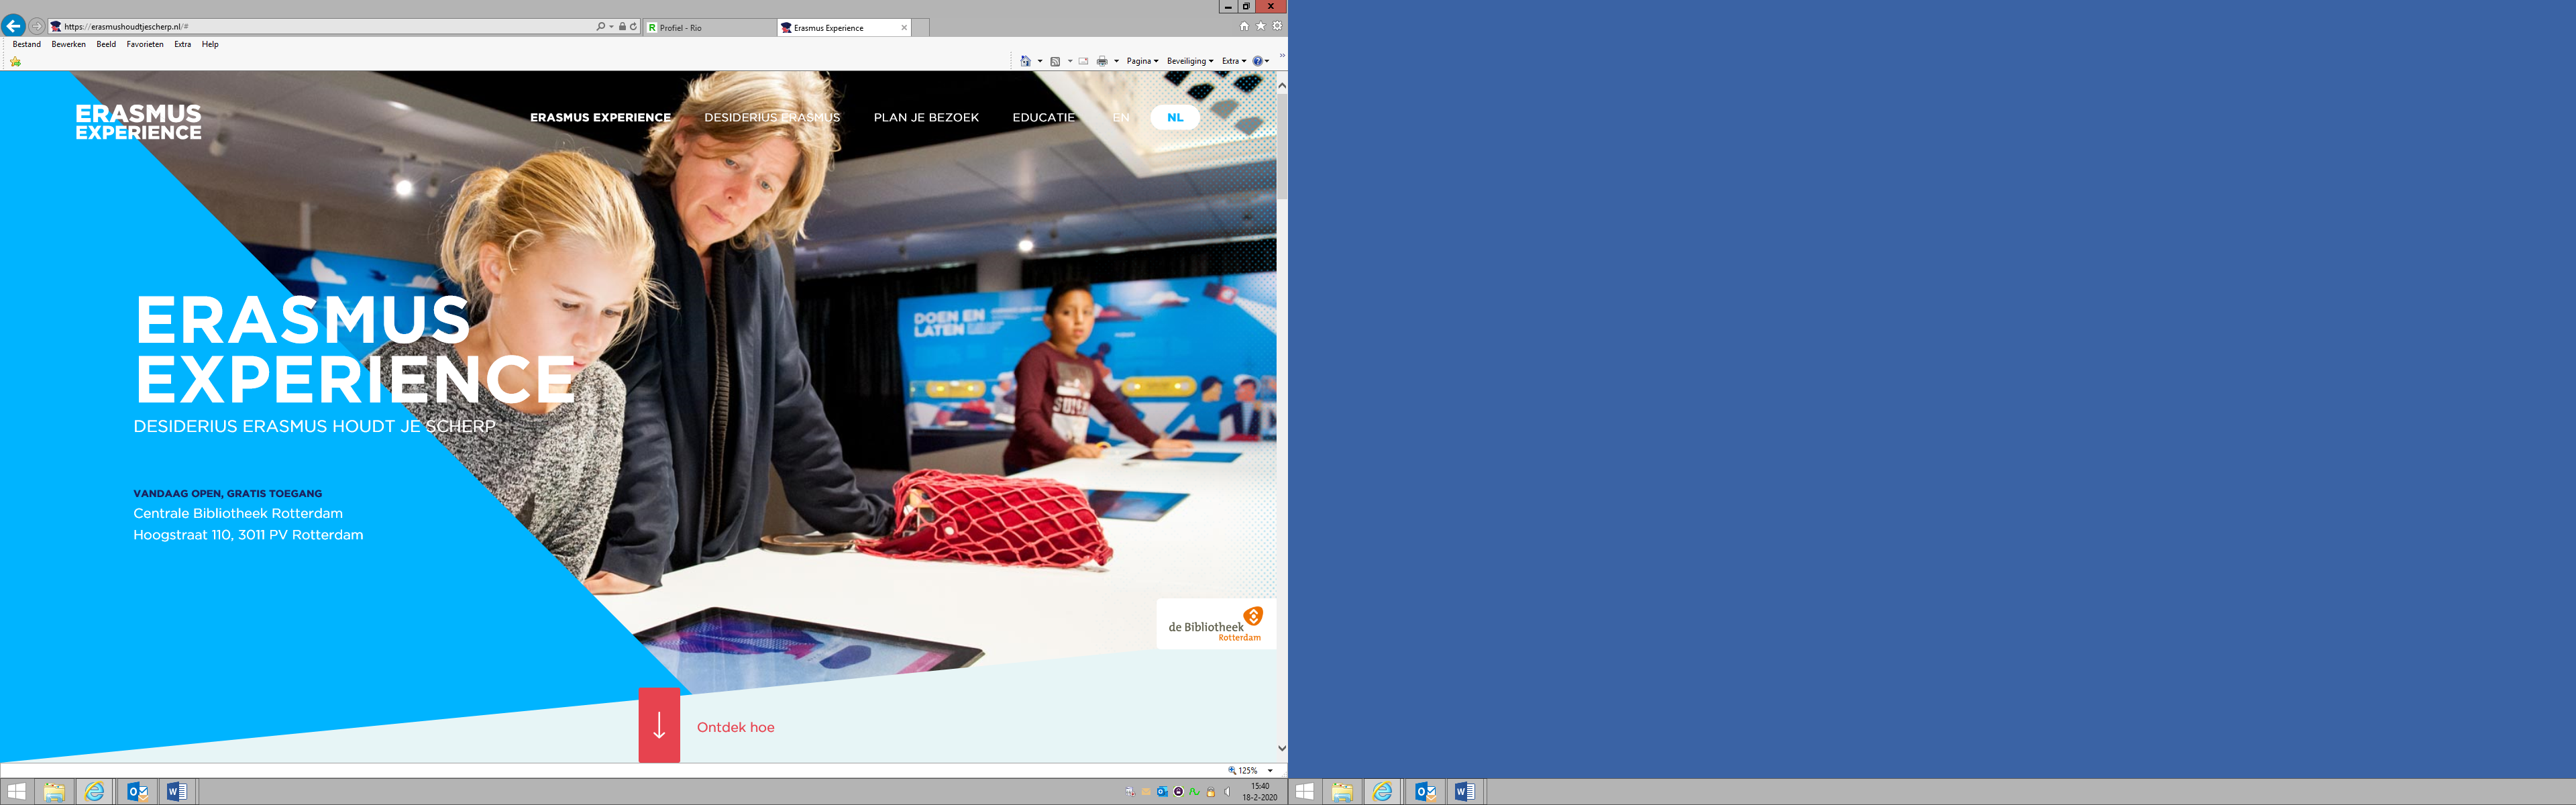 https://erasmushoudtjescherp.nl/#
Profiel - Rio
Erasmus Experience
Bestand Bewerken Beeld Favorieten Extra Help
Pagina Beveiliging Extra
ERASMUS
EXPERIENCE
ERASMUS EXPERIENCE DESIDERIUS ERASMUS PLAN JE BEZOEK EDUCATIE EN NL
DOEN EN
LATEN
ERASMUS
EXPERIENCE
DESIDERIUS ERASMUS HOUDT JE SCHERP
VANDAAG OPEN, GRATIS TOEGANG
Centrale Bibliotheek Rotterdam
Hoogstraat 110, 3011 PV Rotterdam
de Bibliotheek
Rotterdam
Ontdek hoe
125%
15:40
18-2-2020